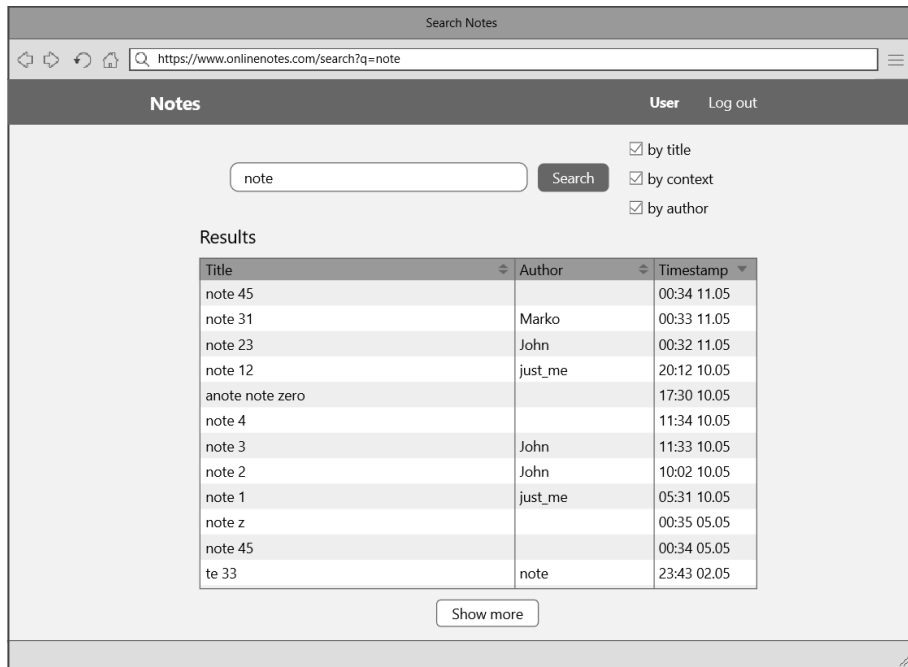 Search Notes
https://www.onlinenotes.com/search?q=note
Notes User Log out
by title
note Search by context
by author
Results
Title Author Timestamp
note 45 00:34 11.05
note 31 Marko 00:33 11.05
note 23 John 00:32 11.05
note 12 just_me 20:12 10.05
anote note zero 17:30 10.05
note 4 11:34 10.05
note 3 John 11:33 10.05
note 2 John 10:02 10.05
note 1 just_me 05:31 10.05
note z 00:35 05.05
note 45 00:34 05.05
te 33 note 23:43 02.05
Show more